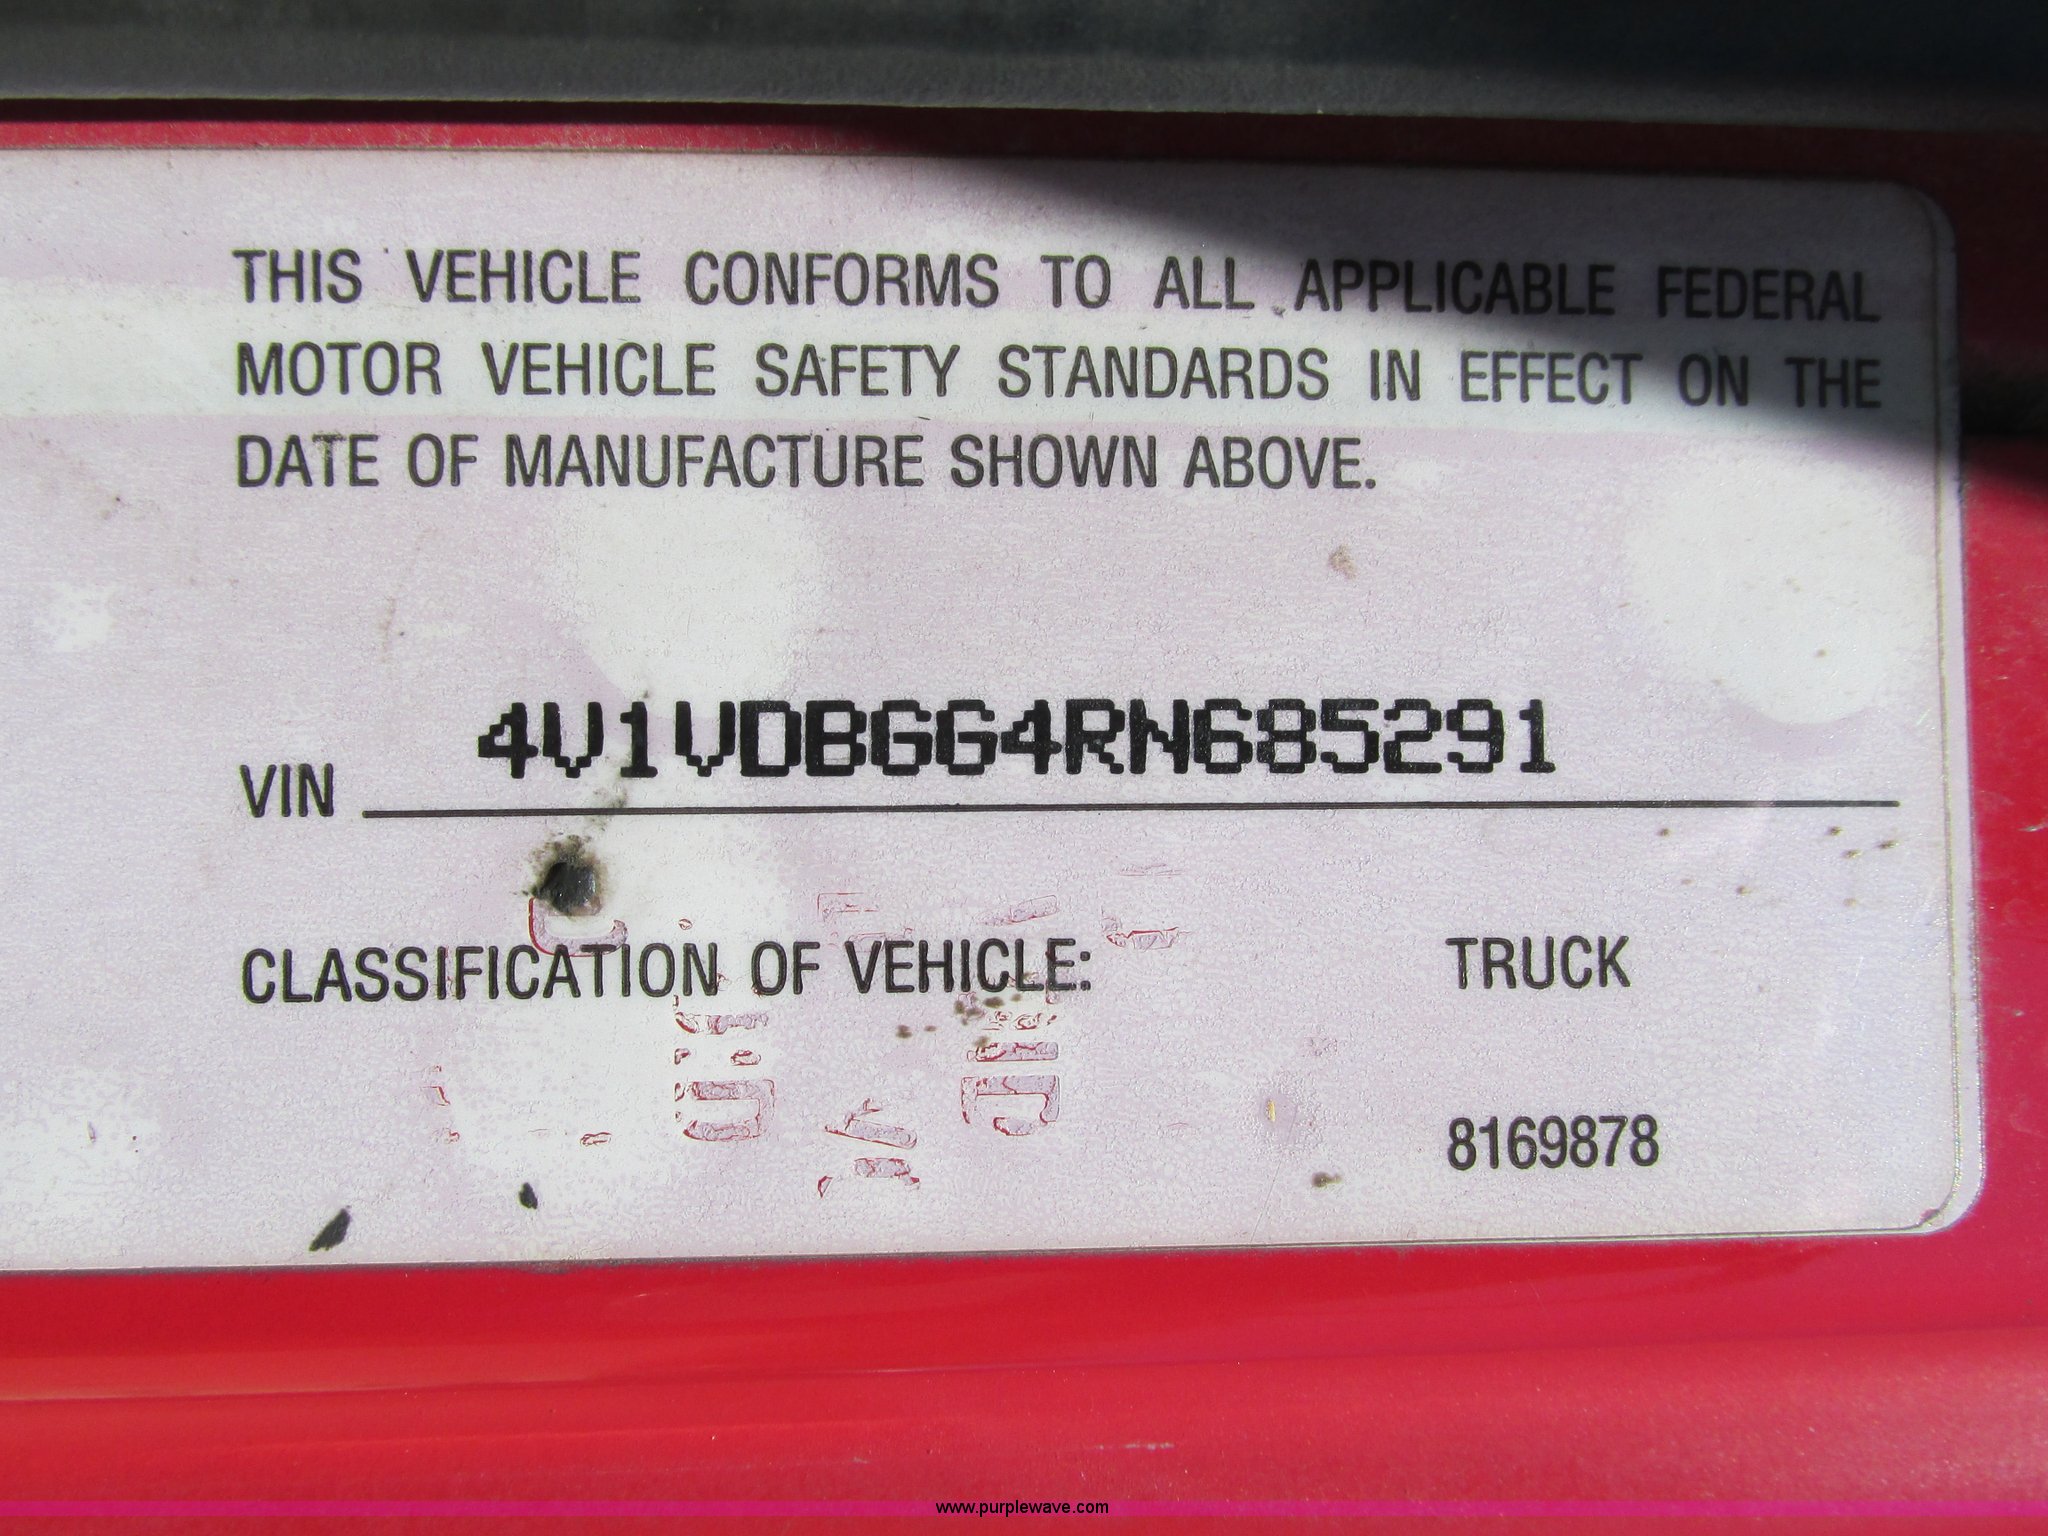 THIS VEHICLE CONFORMS TO ALL APPLICABLE FEDERAL
MOTOR VEHICLE SAFETY STANDARDS IN EFFECT ON THE
DATE OF MANUFACTURE SHOWN ABOVE.
VIN 4V1VDBGG4RN685291
CLASSIFICATION OF VEHICLE: TRUCK
8169878
www.purplewave.com